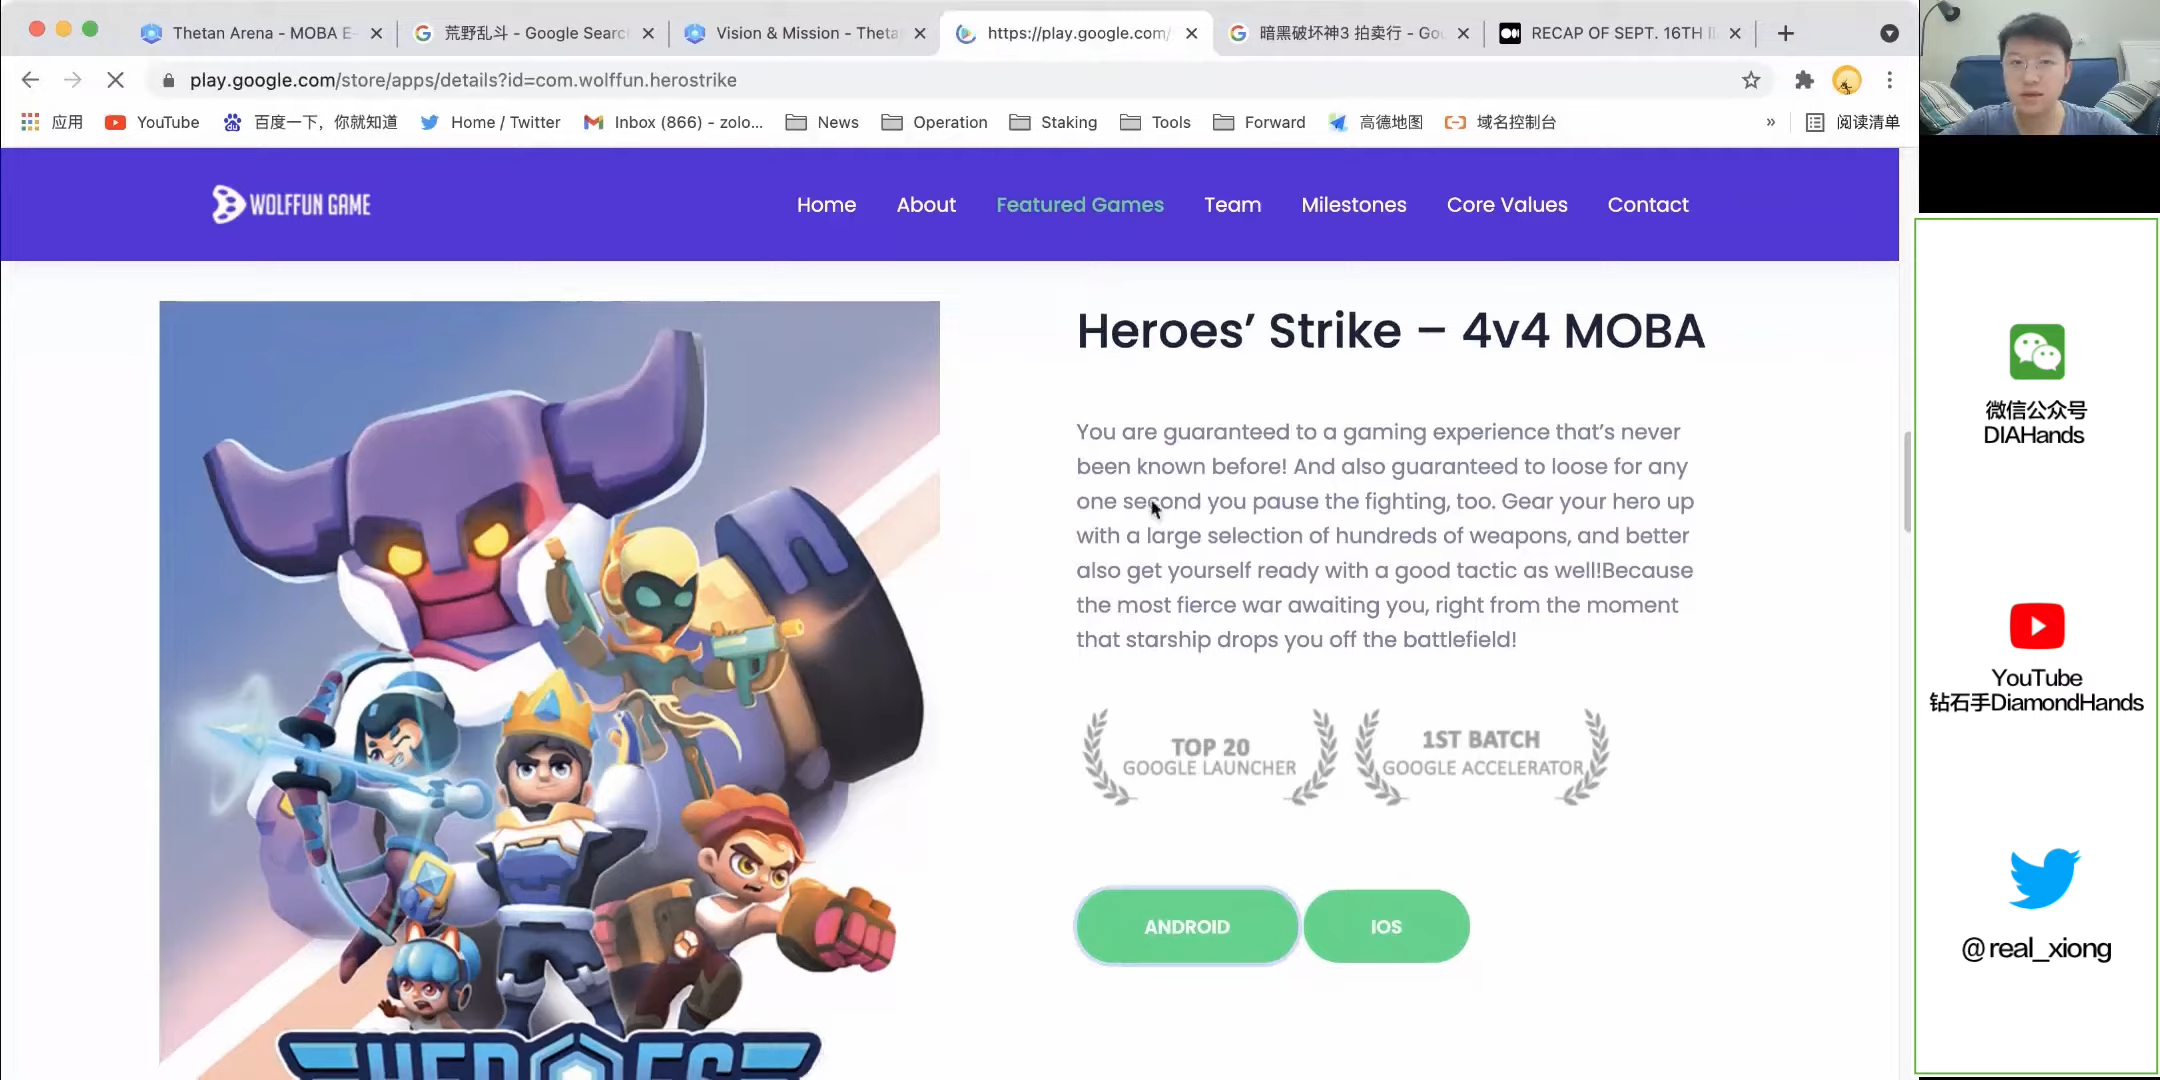 Thetan Arena - MOBA E-
荒野乱斗 - Google Searc
Vision & Mission - Theta
https://play.google.com/
暗黑破坏神3 拍卖行 - Go
RECAP OF SEPT. 16TH
play.google.com/store/apps/details?id=com.wolffun.herostrike
应用
YouTube
百度一下，你就知道
Home / Twitter
Inbox (866) - zolo...
News
Operation
Staking
Tools
Forward
高德地图
域名控制台
»
阅读清单
WOLFFUN GAME
Home
About
Featured Games
Team
Milestones
Core Values
Contact
Heroes’ Strike – 4v4 MOBA
You are guaranteed to a gaming experience that’s never
been known before! And also guaranteed to loose for any
one second you pause the fighting, too. Gear your hero up
with a large selection of hundreds of weapons, and better
also get yourself ready with a good tactic as well!Because
the most fierce war awaiting you, right from the moment
that starship drops you off the battlefield!
TOP 20
GOOGLE LAUNCHER
1ST BATCH
GOOGLE ACCELERATOR
ANDROID
IOS
HEROES
微信公众号
DIAHands
YouTube
钻石手DiamondHands
@real_xiong